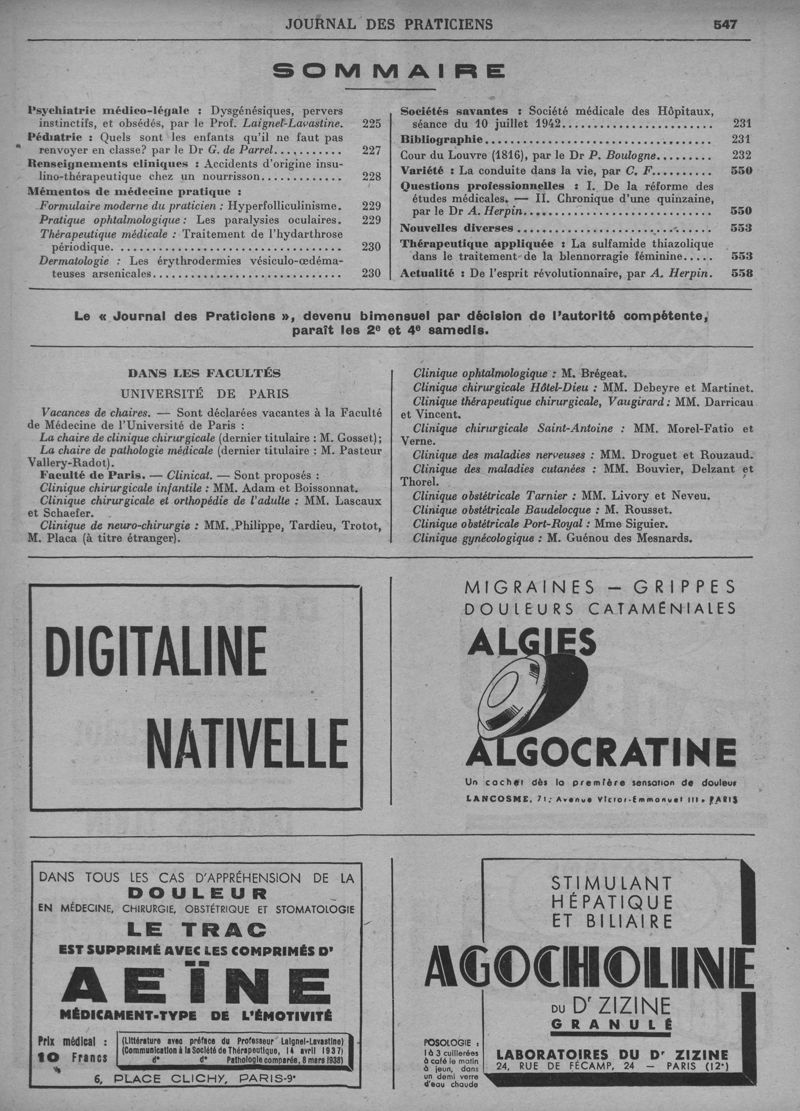 JOURNAL DES PRATICIENS 547
SOMMAIRE
Psychiatrie médico-légale : Dysgénésiques, pervers
instinctifs, et obsédés, par le Prof. Laignel-Lavastine. 225
Pédiatrie : Quels sont les enfants qu'il ne faut pas
renvoyer en classe? par le Dr G. de Parrel.......... 227
Renseignements cliniques : Accidents d'origine insu-
lino-thérapeutique chez un nourrisson............. 228
Mémentos de médecine pratique :
Formulaire moderne du praticien : Hyperfolliculinisme. 229
Pratique ophtalmologique : Les paralysies oculaires. 229
Thérapeutique médicale : Traitement de l'hydarthrose
périodique. .................................. 230
Dermatologie : Les érythrodermies vésiculo-œdéma-
teuses arsenicales............................ 230
Sociétés savantes : Société médicale des Hôpitaux,
séance du 10 juillet 1942....................... 231
Bibliographie................................... 231
Cour du Louvre (1816), par le Dr P. Boulogne......... 232
Variété : La conduite dans la vie, par C. F.......... 550
Questions professionnelles : I. De la réforme des
études médicales. — II. Chronique d'une quinzaine,
par le Dr A. Herpin............................. 550
Nouvelles diverses.............................. 553
Thérapeutique appliquée : La sulfamide thiazolique
dans le traitement de la blennorragie féminine..... 553
Actualité : De l'esprit révolutionnaire, par A. Herpin. 558
Le « Journal des Praticiens », devenu bimensuel par décision de l'autorité compétente,
paraît les 2e et 4e samedis.
DANS LES FACULTÉS
UNIVERSITÉ DE PARIS
Vacances de chaires. — Sont déclarées vacantes à la Faculté
de Médecine de l'Université de Paris :
La chaire de clinique chirurgicale (dernier titulaire : M. Gosset);
La chaire de pathologie médicale (dernier titulaire : M. Pasteur
Vallery-Radot).
Faculté de Paris. — Clinicat. — Sont proposés :
Clinique chirurgicale infantile : MM. Adam et Boissonnat.
Clinique chirurgicale et orthopédie de l'adulte : MM. Lascaux
et Schaefer.
Clinique de neuro-chirurgie : MM. Philippe, Tardieu, Trotot,
M. Placa (à titre étranger).
Clinique ophtalmologique : M. Brégeat.
Clinique chirurgicale Hôtel-Dieu : MM. Debeyre et Martinet.
Clinique thérapeutique chirurgicale, Vaugirard : MM. Darricau
et Vincent.
Clinique chirurgicale Saint-Antoine : MM. Morel-Fatio et
Verne.
Clinique des maladies nerveuses : MM. Droguet et Rouzaud.
Clinique des maladies cutanées : MM. Bouvier, Delzant et
Thorel.
Clinique obstétricale Tarnier : MM. Livory et Neveu.
Clinique obstétricale Baudelocque : M. Rousset.
Clinique obstétricale Port-Royal : Mme Siguier.
Clinique gynécologique : M. Guénou des Mesnards.
DIGITALINE
NATIVELLE
MIGRAINES — GRIPPES
DOULEURS CATAMÉNIALES
ALGIES
ALGOCRATINE
Un cachet dès la première sensation de douleur
LANCOSME, 71, Avenue Victor-Emmanuel III, PARIS
DANS TOUS LES CAS D'APPRÉHENSION DE LA
DOULEUR
EN MÉDECINE, CHIRURGIE, OBSTÉTRIQUE ET STOMATOLOGIE
LE TRAC
EST SUPPRIMÉ AVEC LES COMPRIMÉS D'
AEÏNE
MÉDICAMENT-TYPE DE L'ÉMOTIVITÉ
Prix médical :
10 Francs
(Littérature avec préface du Professeur Laignel-Lavastine)
(Communication à la Société de Thérapeutique, 14 avril 1937)
d° Pathologie comparée, 8 mars 1938)
6, PLACE CLICHY, PARIS-9e
STIMULANT
HÉPATIQUE
ET BILIAIRE
AGOCHOLINE
DU Dr ZIZINE
GRANULÉ
POSOLOGIE :
1 à 3 cuillerées
à café le matin
à jeun, dans
un demi verre
d'eau chaude
LABORATOIRES DU Dr ZIZINE
24, RUE DE FÉCAMP, 24 — PARIS (12e)